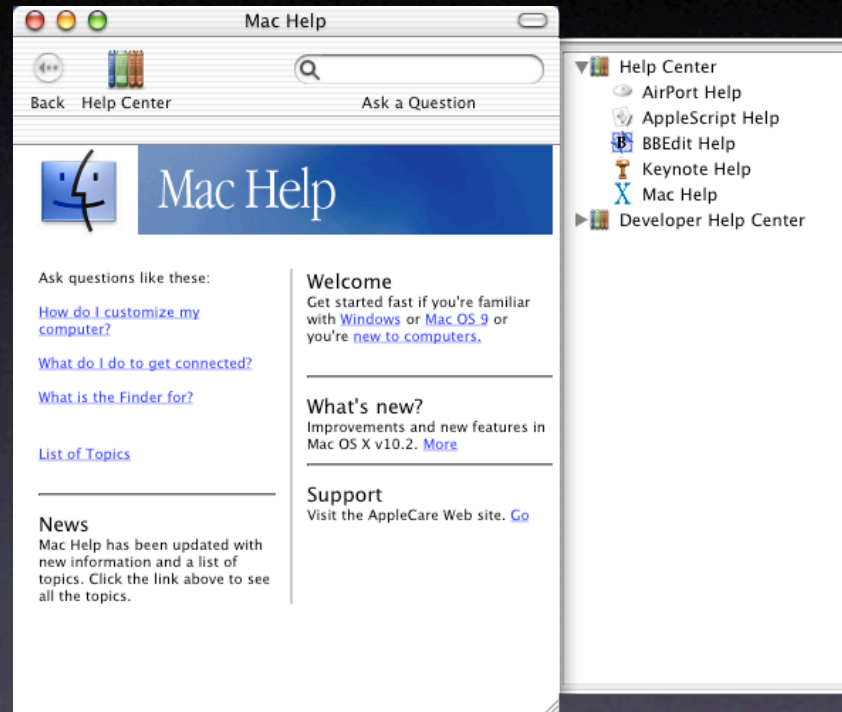 Mac Help
Back Help Center
Ask a Question
Mac Help
Ask questions like these:
How do I customize my
computer?
What do I do to get connected?
What is the Finder for?
List of Topics
News
Mac Help has been updated with
new information and a list of
topics. Click the link above to see
all the topics.
Welcome
Get started fast if you're familiar
with Windows or Mac OS 9 or
you're new to computers.
What's new?
Improvements and new features in
Mac OS X v10.2. More
Support
Visit the AppleCare Web site. Go
Help Center
AirPort Help
AppleScript Help
BBEdit Help
Keynote Help
Mac Help
Developer Help Center